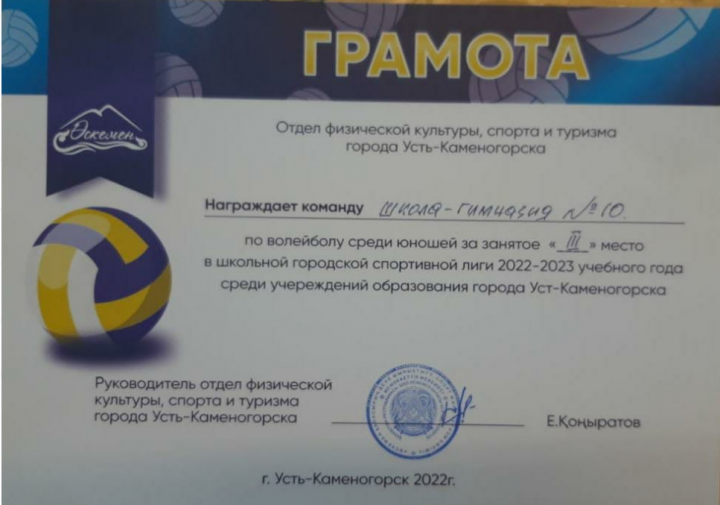 ГРАМОТА
Өскемен
Отдел физической культуры, спорта и туризма
города Усть-Каменогорска
Награждает команду школа-гимназия №10.
по волейболу среди юношей за занятое « III » место
в школьной городской спортивной лиги 2022-2023 учебного года
среди учереждений образования города Уст-Каменогорска
Руководитель отдел физической
культуры, спорта и туризма
города Усть-Каменогорска
Е.Қоңыратов
г. Усть-Каменогорск 2022г.